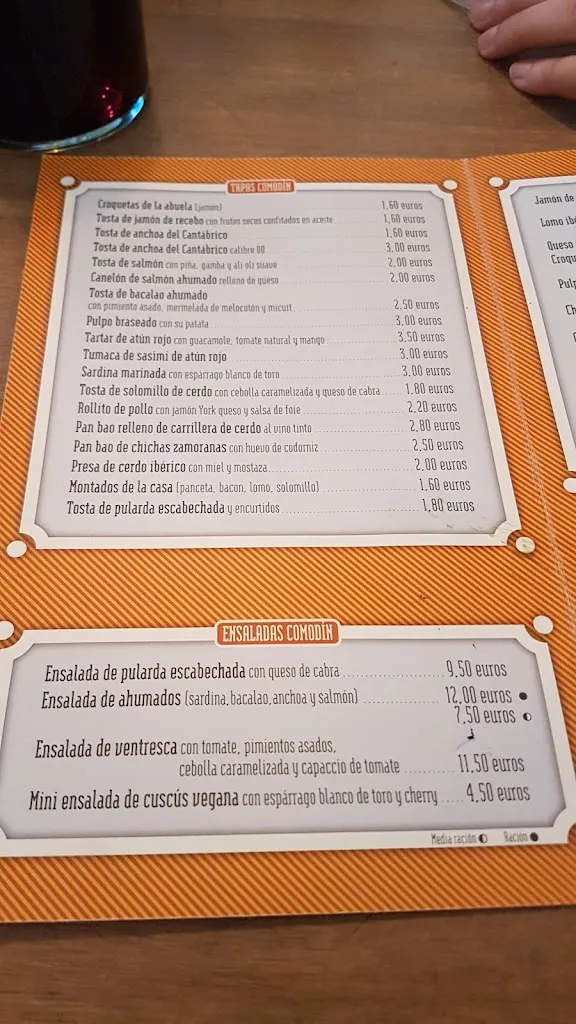 TAPAS COMODÍN
Croquetas de la abuela (jamón) 1,60 euros
Tosta de jamón de recebo con frutos secos confitados en aceite 1,60 euros
Tosta de anchoa del Cantábrico 1,60 euros
Tosta de anchoa del Cantábrico calibre 00 3,00 euros
Tosta de salmón con piña, gamba y ali oli suave 2,00 euros
Canelón de salmón ahumado relleno de queso 2,00 euros
Tosta de bacalao ahumado
con pimiento asado, mermelada de melocotón y micuit 2,50 euros
Pulpo braseado con su patata 3,00 euros
Tartar de atún rojo con guacamole, tomate natural y mango 3,50 euros
Tumaca de sasimi de atún rojo 3,00 euros
Sardina marinada con espárrago blanco de toro 3,00 euros
Tosta de solomillo de cerdo con cebolla caramelizada y queso de cabra 1,80 euros
Rollito de pollo con jamón York queso y salsa de foie 2,20 euros
Pan bao relleno de carrillera de cerdo al vino tinto 2,80 euros
Pan bao de chichas zamoranas con huevo de codorniz 2,50 euros
Presa de cerdo ibérico con miel y mostaza 2,00 euros
Montados de la casa (panceta, bacon, lomo, solomillo) 1,60 euros
Tosta de pularda escabechada y encurtidos 1,80 euros
ENSALADAS COMODÍN
Ensalada de pularda escabechada con queso de cabra 9,50 euros
Ensalada de ahumados (sardina, bacalao, anchoa y salmón) 12,00 euros ●
7,50 euros ◐
Ensalada de ventresca con tomate, pimientos asados,
cebolla caramelizada y capaccio de tomate 11,50 euros
Mini ensalada de cuscús vegana con espárrago blanco de toro y cherry 4,50 euros
Media ración ◐ Ración ●
Jamón de
Lomo ibé
Queso
Croqu
Pulp
Ch